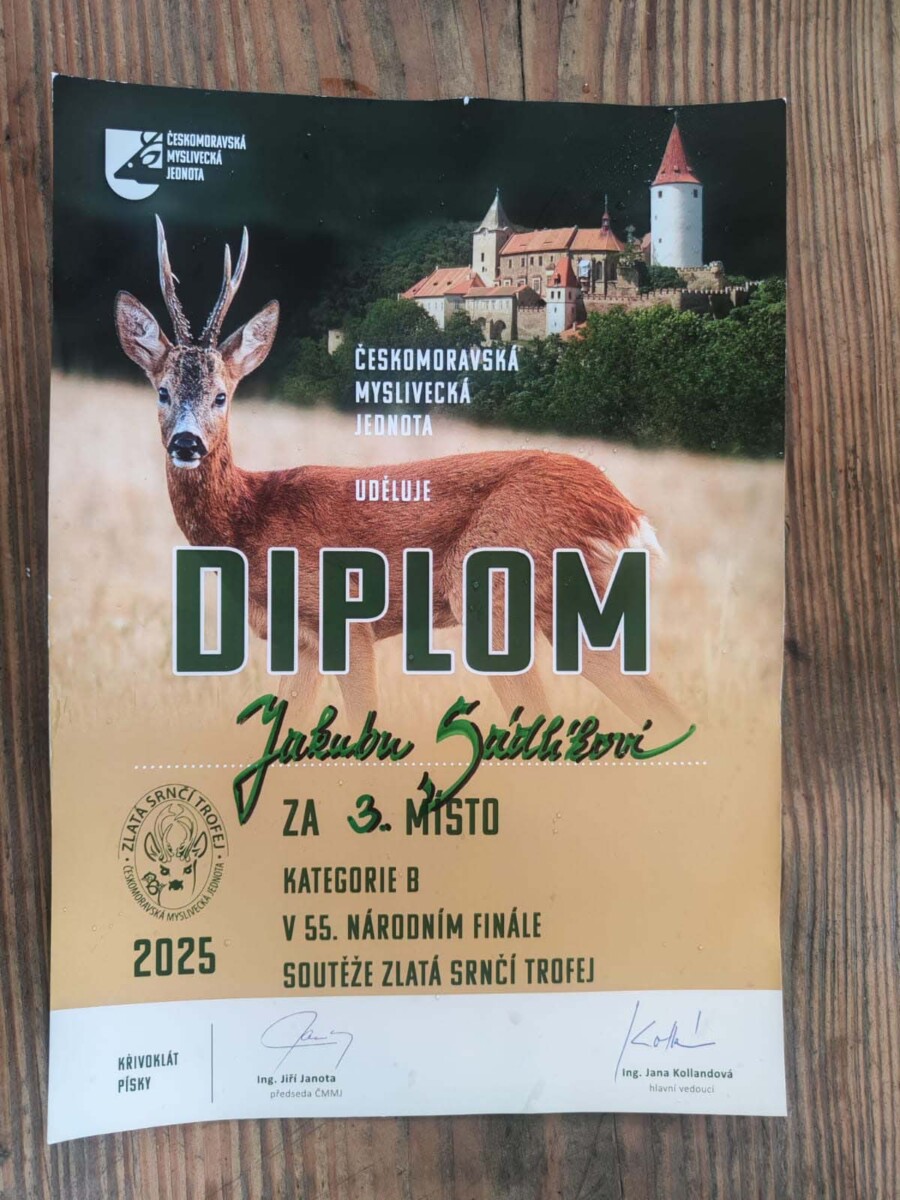 ČESKOMORAVSKÁ
MYSLIVECKÁ
JEDNOTA
ČESKOMORAVSKÁ
MYSLIVECKÁ
JEDNOTA
UDĚLUJE
DIPLOM
Jakubu Sádlíkovi
ZA 3. MÍSTO
KATEGORIE B
V 55. NÁRODNÍM FINÁLE
SOUTĚŽE ZLATÁ SRNČÍ TROFEJ
ZLATÁ SRNČÍ TROFEJ
ČESKOMORAVSKÁ MYSLIVECKÁ JEDNOTA
2025
KŘIVOKLÁT
PÍSKY
Ing. Jiří Janota
předseda ČMMJ
Ing. Jana Kollandová
hlavní vedoucí